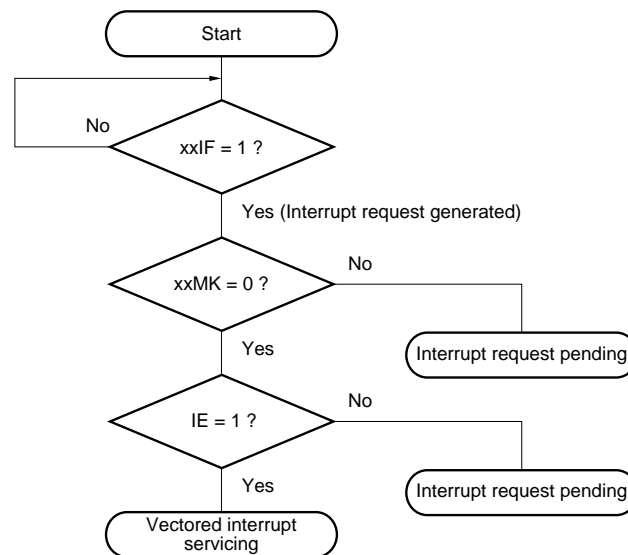 Start
No
xxIF = 1 ?
Yes (Interrupt request generated)
xxMK = 0 ?
No
Interrupt request pending
Yes
IE = 1 ?
No
Interrupt request pending
Yes
Vectored interrupt
servicing